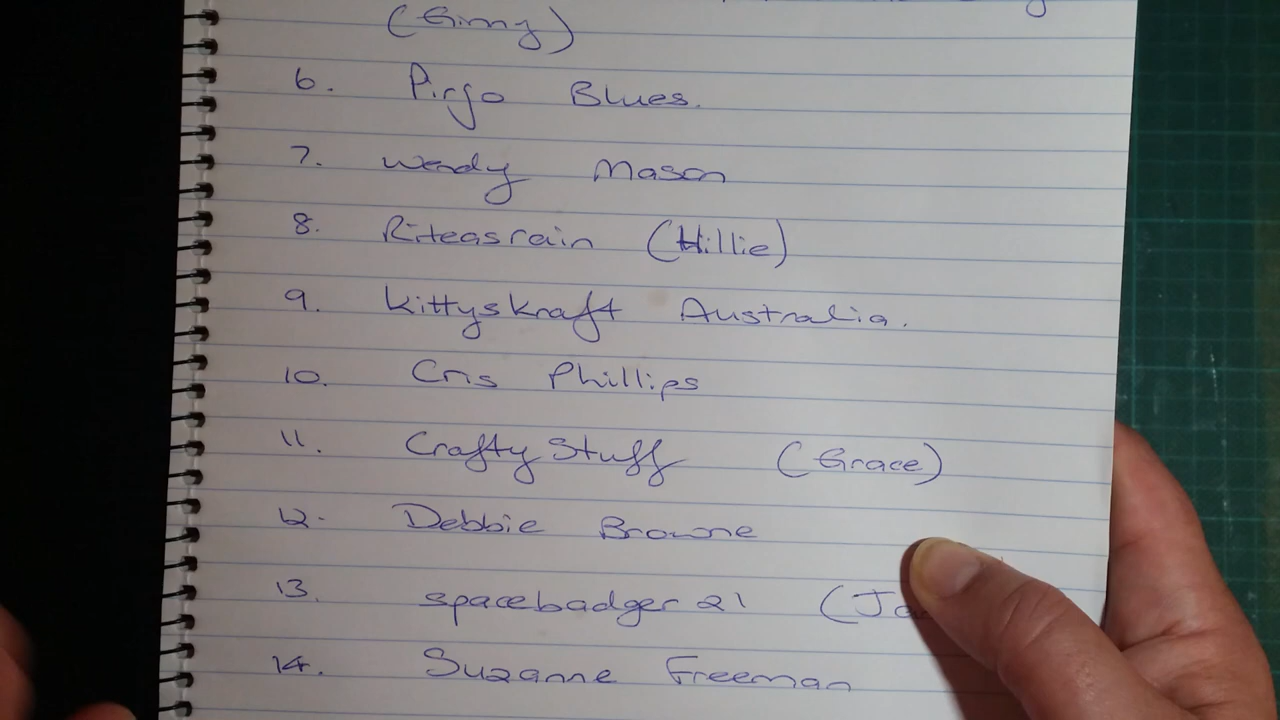 (Ginny)
6. Pirjo Blues.
7. Wendy Mason
8. Riteasrain (Hillie)
9. Kittyskraft Australia.
10. Cris Phillips
11. Crafty Stuff (Grace)
12. Debbie Browne
13. spacebadger21
14. Suzanne Freeman